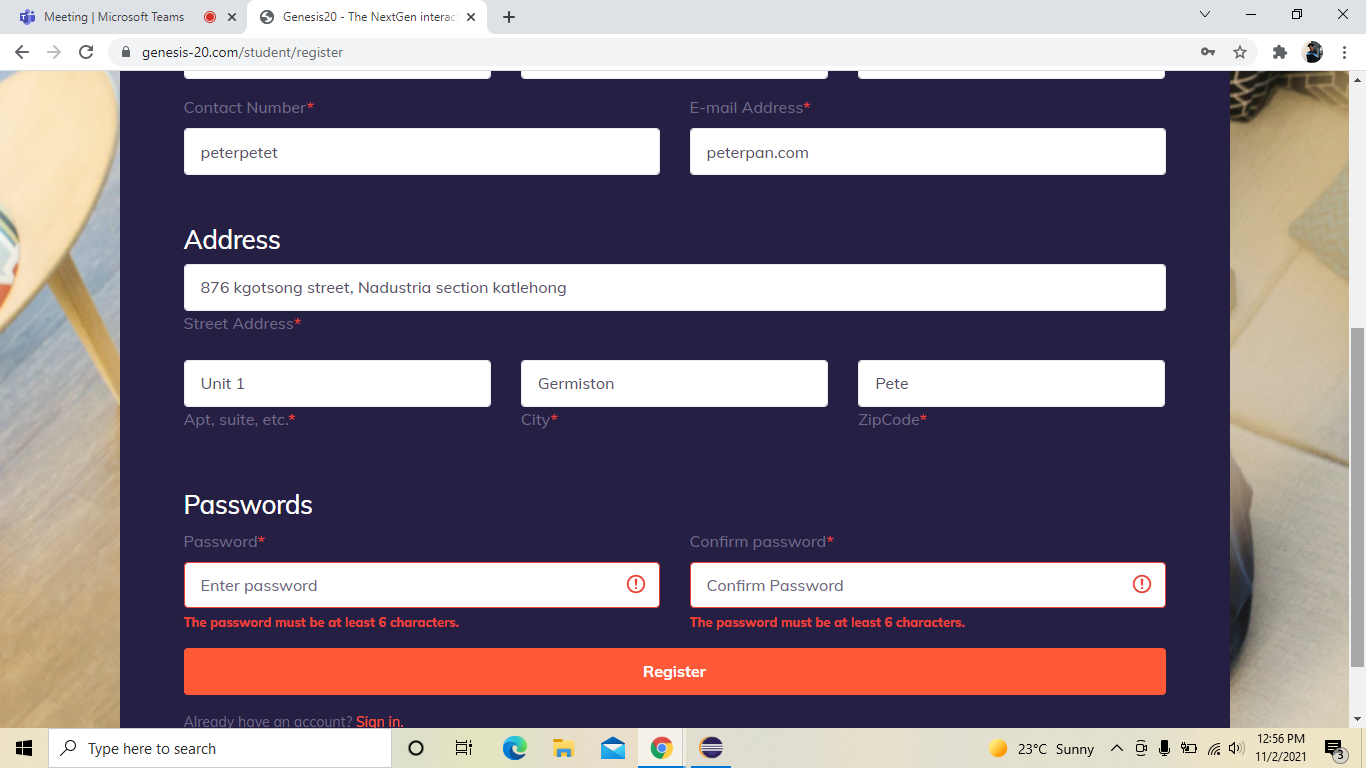 Meeting | Microsoft Teams
Genesis20 - The NextGen interac
genesis-20.com/student/register
Contact Number* E-mail Address*
peterpetet peterpan.com
Address
876 kgotsong street, Nadustria section katlehong
Street Address*
Unit 1 Germiston Pete
Apt, suite, etc.* City* ZipCode*
Passwords
Password* Confirm password*
Enter password Confirm Password
The password must be at least 6 characters. The password must be at least 6 characters.
Register
Already have an account? Sign in.
Type here to search
23°C Sunny
12:56 PM
11/2/2021
3